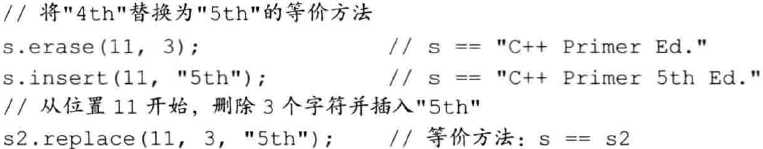 // 将"4th"替换为"5th"的等价方法
s.erase(11, 3); // s == "C++ Primer Ed."
s.insert(11, "5th"); // s == "C++ Primer 5th Ed."
// 从位置 11 开始，删除 3 个字符并插入"5th"
s2.replace(11, 3, "5th"); // 等价方法：s == s2